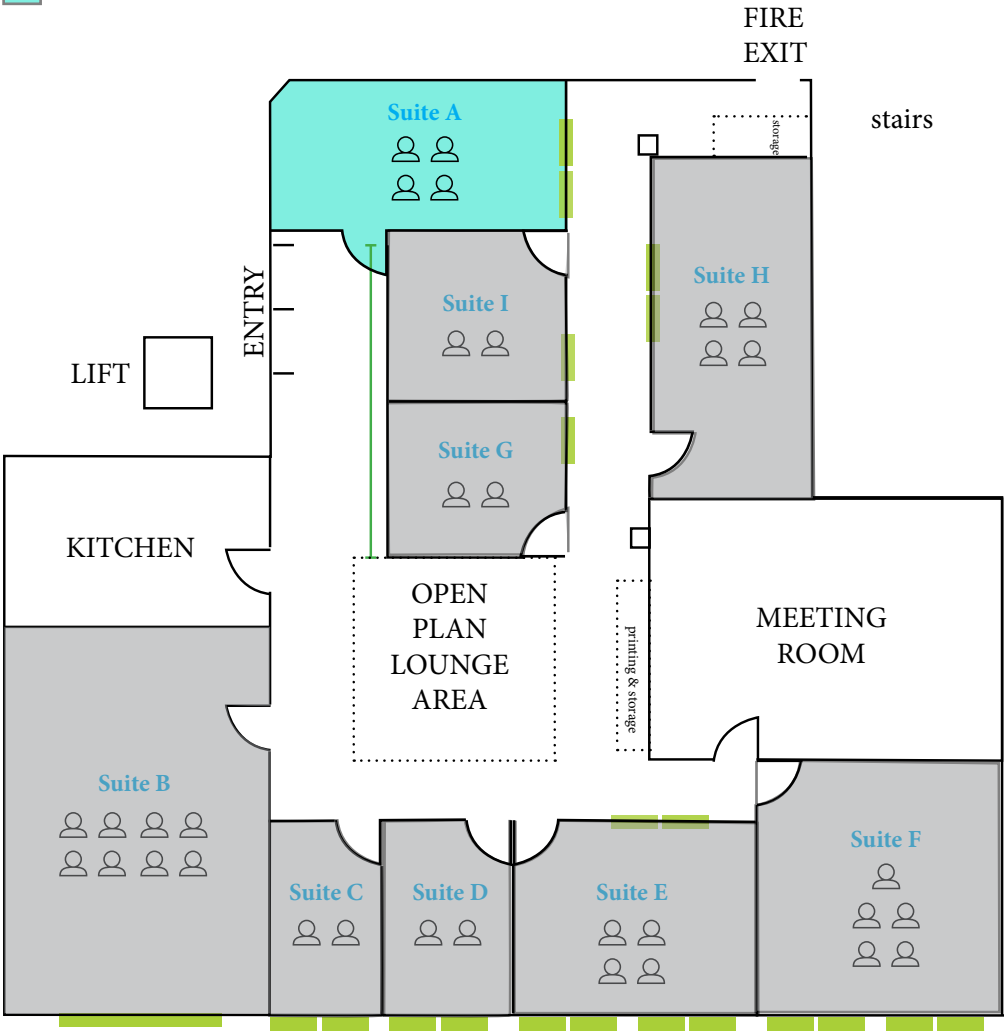 FIRE
EXIT
stairs
storage
Suite A
ENTRY
Suite I
Suite H
LIFT
Suite G
KITCHEN
OPEN
PLAN
LOUNGE
AREA
printing & storage
MEETING
ROOM
Suite B
Suite C
Suite D
Suite E
Suite F